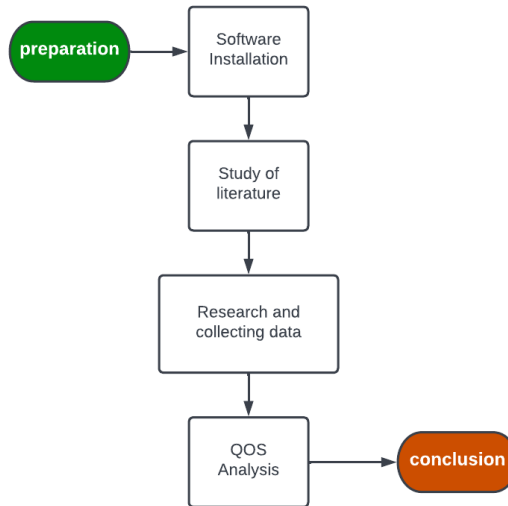 preparation
Software
Installation
Study of
literature
Research and
collecting data
QOS
Analysis
conclusion